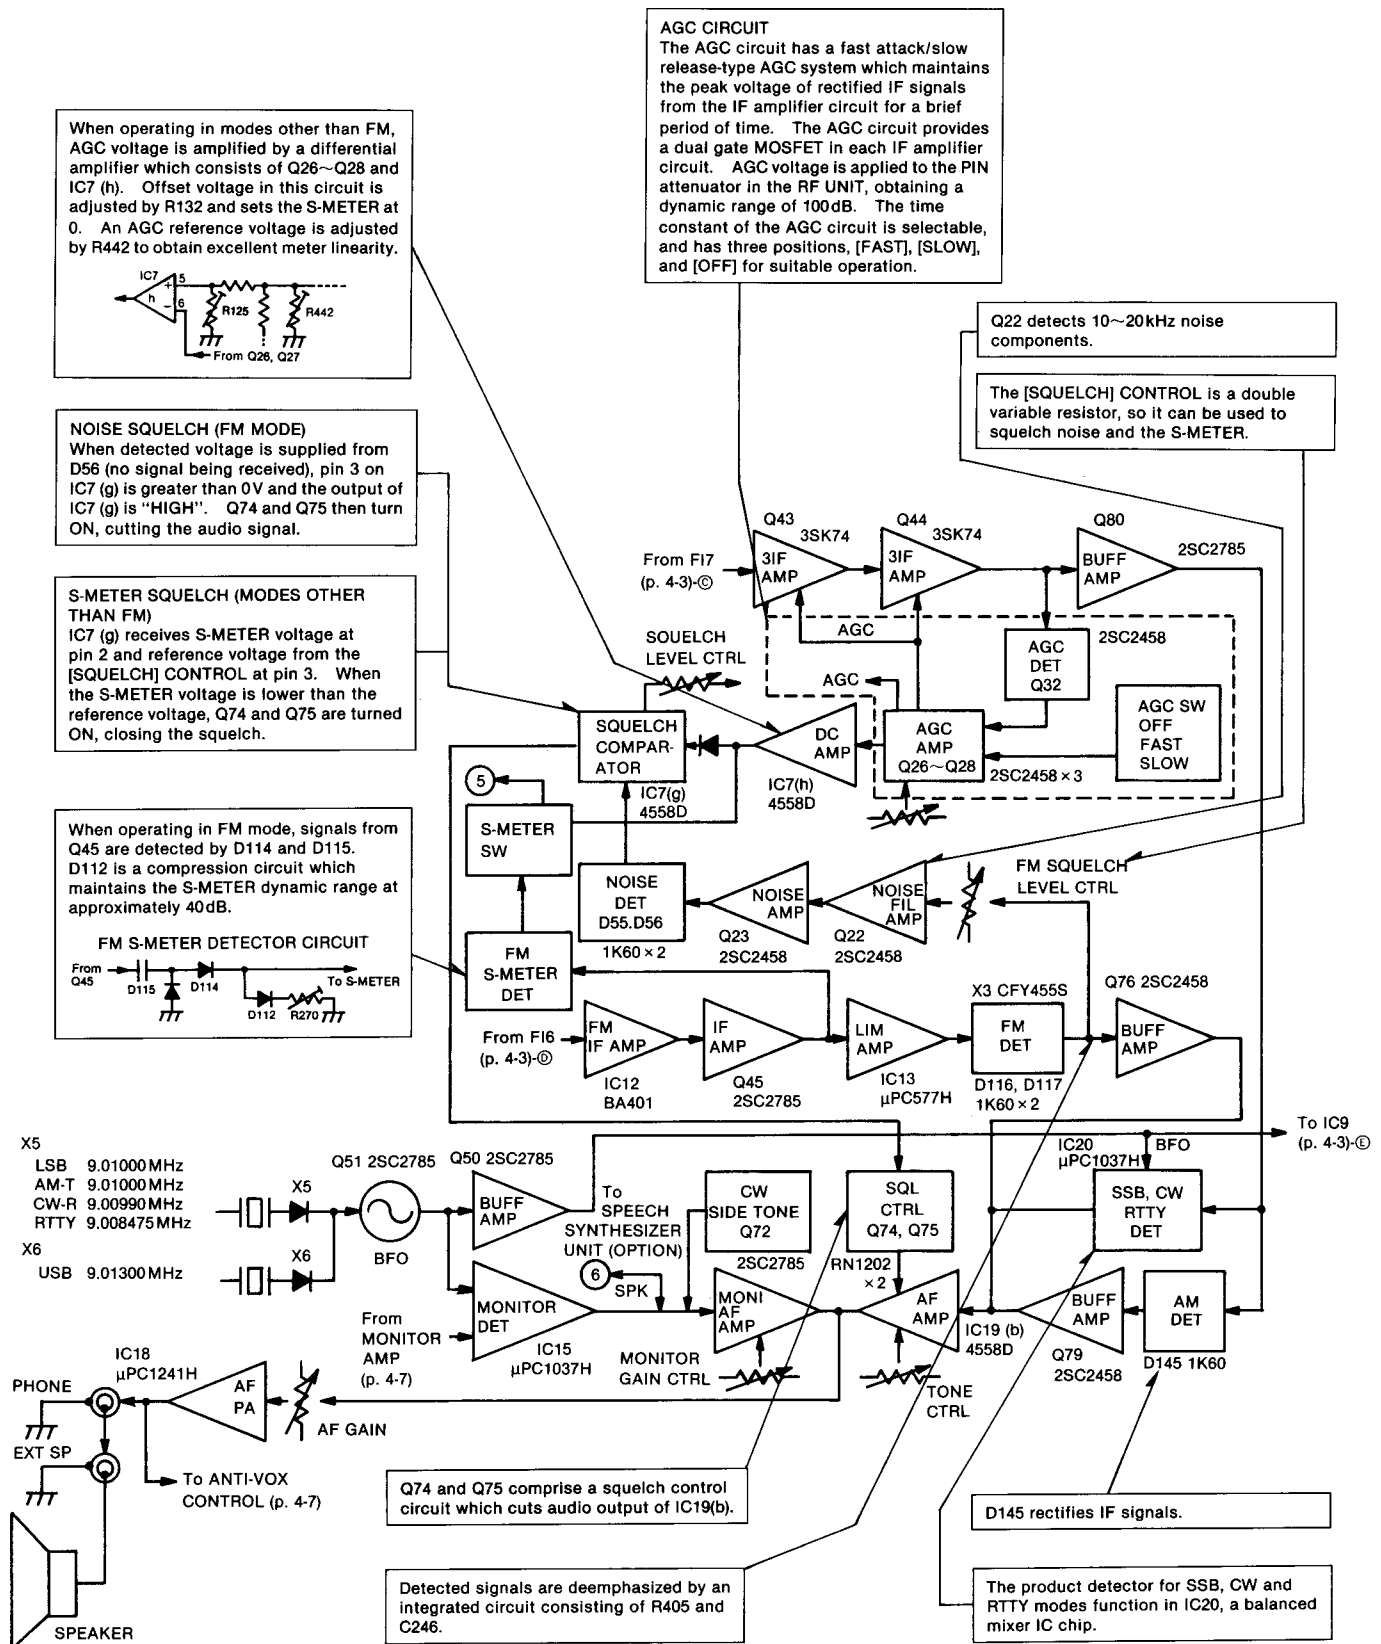 AGC CIRCUIT
The AGC circuit has a fast attack/slow
release-type AGC system which maintains
the peak voltage of rectified IF signals
from the IF amplifier circuit for a brief
period of time. The AGC circuit provides
a dual gate MOSFET in each IF amplifier
circuit. AGC voltage is applied to the PIN
attenuator in the RF UNIT, obtaining a
dynamic range of 100dB. The time
constant of the AGC circuit is selectable,
and has three positions, [FAST], [SLOW],
and [OFF] for suitable operation.
When operating in modes other than FM,
AGC voltage is amplified by a differential
amplifier which consists of Q26~Q28 and
IC7 (h). Offset voltage in this circuit is
adjusted by R132 and sets the S-METER at
0. An AGC reference voltage is adjusted
by R442 to obtain excellent meter linearity.
IC7
5
+
h
−
6
R125
R442
From Q26, Q27
Q22 detects 10~20kHz noise
components.
The [SQUELCH] CONTROL is a double
variable resistor, so it can be used to
squelch noise and the S-METER.
NOISE SQUELCH (FM MODE)
When detected voltage is supplied from
D56 (no signal being received), pin 3 on
IC7 (g) is greater than 0V and the output of
IC7 (g) is “HIGH”. Q74 and Q75 then turn
ON, cutting the audio signal.
S-METER SQUELCH (MODES OTHER
THAN FM)
IC7 (g) receives S-METER voltage at
pin 2 and reference voltage from the
[SQUELCH] CONTROL at pin 3. When
the S-METER voltage is lower than the
reference voltage, Q74 and Q75 are turned
ON, closing the squelch.
When operating in FM mode, signals from
Q45 are detected by D114 and D115.
D112 is a compression circuit which
maintains the S-METER dynamic range at
approximately 40dB.
FM S-METER DETECTOR CIRCUIT
From
Q45
D115
D114
To S-METER
D112
R270
From FI7
(p. 4-3)-Ⓒ
Q43
3SK74
3IF
AMP
Q44
3SK74
3IF
AMP
Q80
2SC2785
BUFF
AMP
AGC
AGC
2SC2458
AGC
DET
Q32
AGC SW
OFF
FAST
SLOW
SOUELCH
LEVEL CTRL
SQUELCH
COMPAR-
ATOR
IC7(g)
4558D
DC
AMP
IC7(h)
4558D
AGC
AMP
Q26~Q28
2SC2458×3
5
S-METER
SW
NOISE
DET
D55.D56
1K60×2
NOISE
AMP
Q23
2SC2458
NOISE
FIL
AMP
Q22
2SC2458
FM SQUELCH
LEVEL CTRL
FM
S-METER
DET
From FI6
(p. 4-3)-Ⓓ
FM
IF AMP
IC12
BA401
IF
AMP
Q45
2SC2785
LIM
AMP
IC13
μPC577H
X3 CFY455S
FM
DET
D116, D117
1K60×2
Q76 2SC2458
BUFF
AMP
To IC9
(p. 4-3)-Ⓔ
X5
LSB 9.01000MHz
AM-T 9.01000MHz
CW-R 9.00990MHz
RTTY 9.008475MHz
X6
USB 9.01300MHz
X5
X6
Q51 2SC2785
BFO
Q50 2SC2785
BUFF
AMP
To
SPEECH
SYNTHESIZER
UNIT (OPTION)
6
SPK
CW
SIDE TONE
Q72
2SC2785
SQL
CTRL
Q74, Q75
RN1202
×2
IC20
μPC1037H
BFO
SSB, CW
RTTY
DET
MONITOR
DET
IC15
μPC1037H
From
MONITOR
AMP
(p. 4-7)
MONI
AF
AMP
MONITOR
GAIN CTRL
AF
AMP
IC19 (b)
4558D
TONE
CTRL
BUFF
AMP
Q79
2SC2458
AM
DET
D145 1K60
IC18
μPC1241H
PHONE
AF
PA
AF GAIN
EXT SP
To ANTI-VOX
CONTROL (p. 4-7)
SPEAKER
Q74 and Q75 comprise a squelch control
circuit which cuts audio output of IC19(b).
D145 rectifies IF signals.
Detected signals are deemphasized by an
integrated circuit consisting of R405 and
C246.
The product detector for SSB, CW and
RTTY modes function in IC20, a balanced
mixer IC chip.